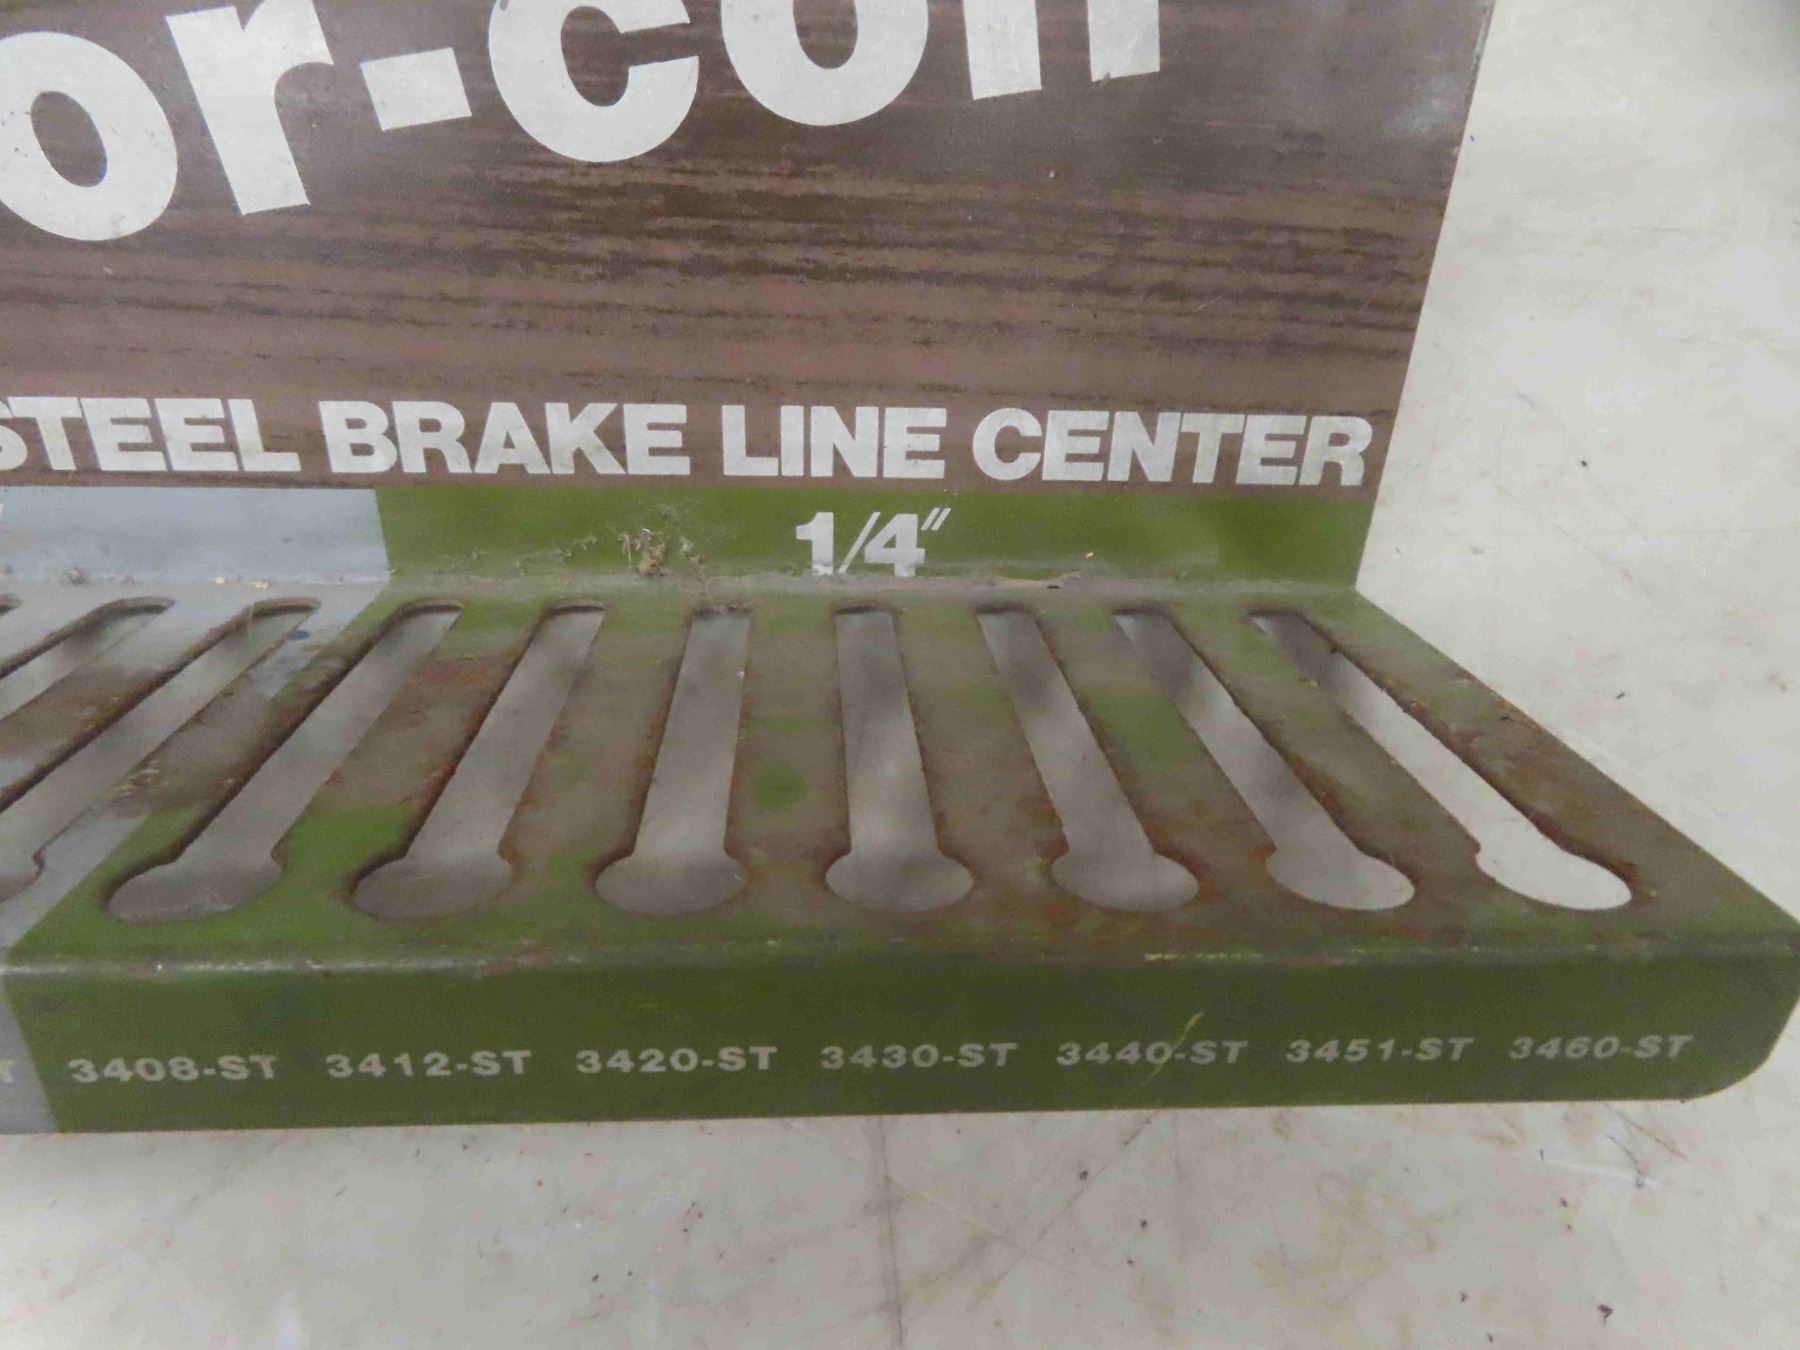 or-con
STEEL BRAKE LINE CENTER
1/4"
3408-ST 3412-ST 3420-ST 3430-ST 3440-ST 3451-ST 3460-ST